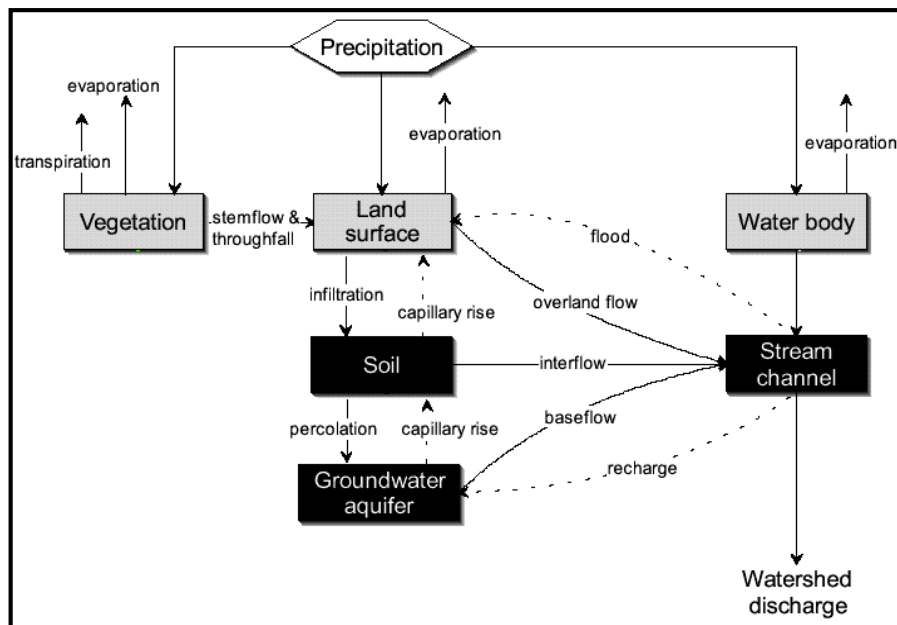 Precipitation
evaporation
transpiration
evaporation
evaporation
Vegetation
stemflow &
throughfall
Land
surface
Water body
flood
infiltration
capillary rise
overland flow
Soil
interflow
Stream
channel
percolation
capillary rise
baseflow
recharge
Groundwater
aquifer
Watershed
discharge